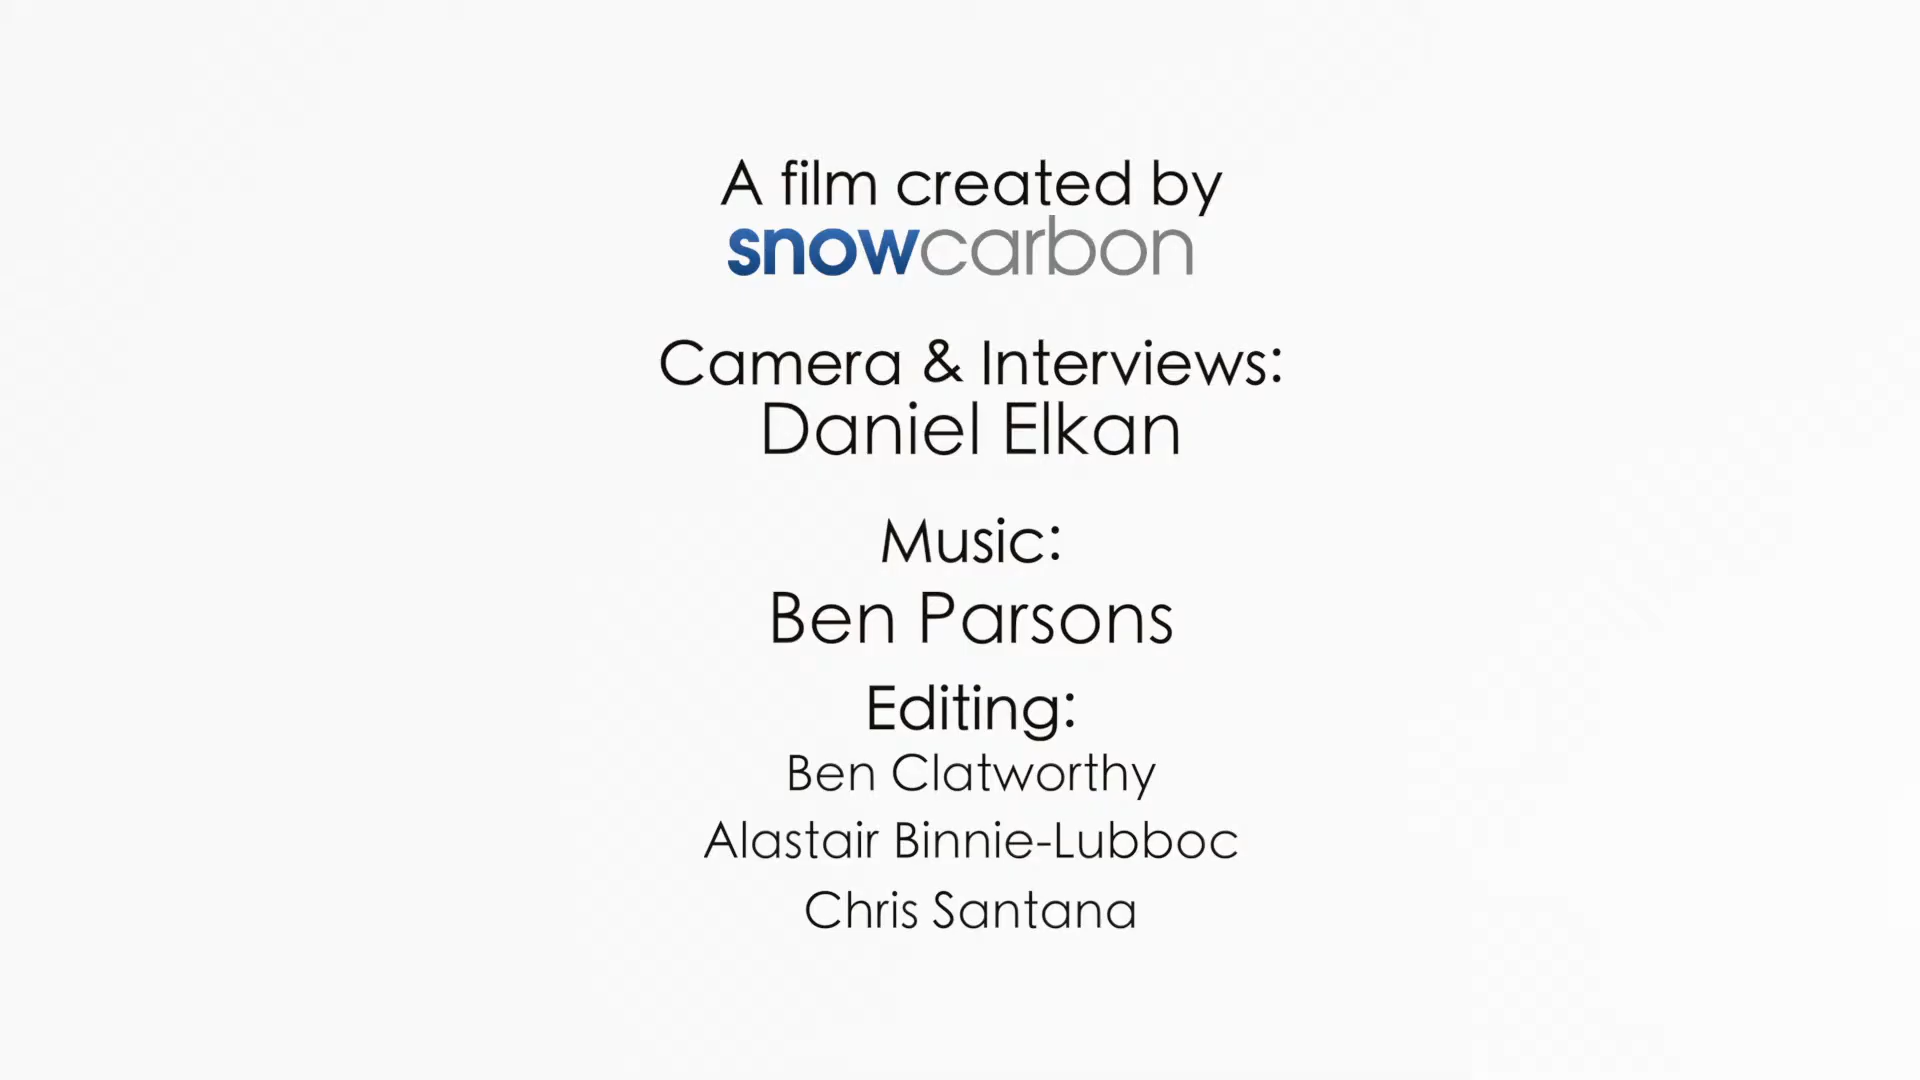 A film created by
snowcarbon
Camera & Interviews:
Daniel Elkan
Music:
Ben Parsons
Editing:
Ben Clatworthy
Alastair Binnie-Lubboc
Chris Santana